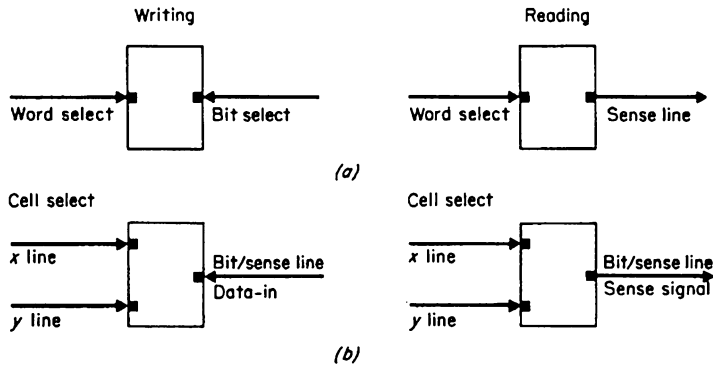 Writing
Reading
Word select
Bit select
Word select
Sense line
(a)
Cell select
Cell select
x line
Bit/sense line
x line
Bit/sense line
Data-in
Sense signal
y line
y line
(b)